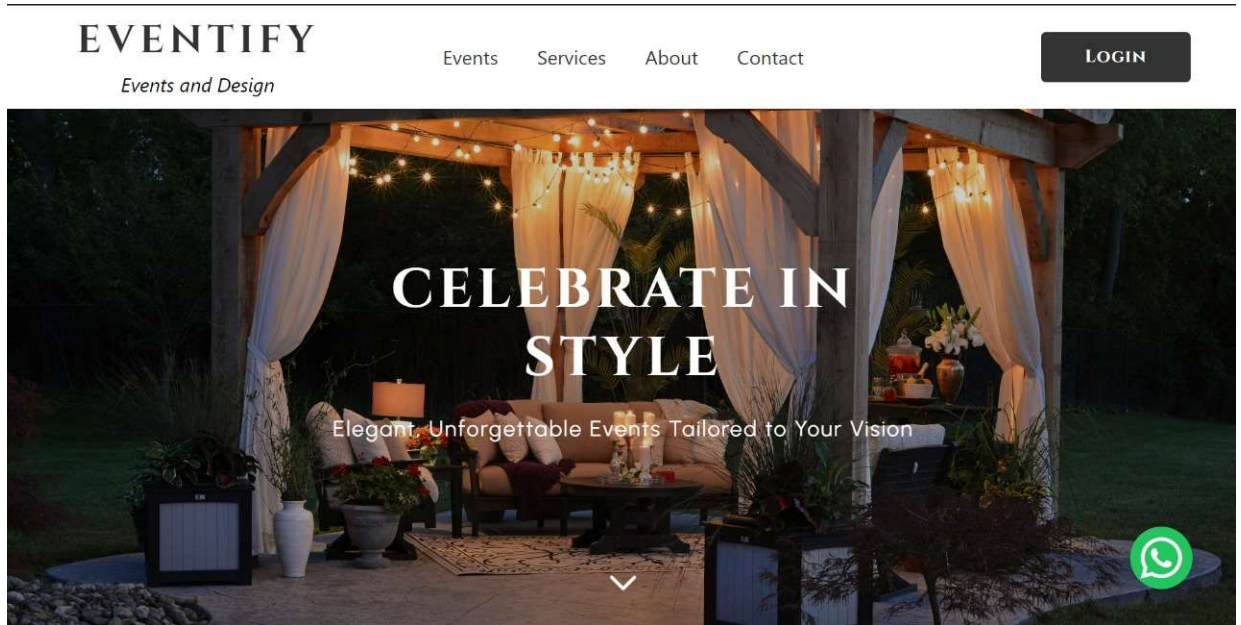 EVENTIFY
Events and Design
Events Services About Contact
LOGIN
CELEBRATE IN
STYLE
Elegant, Unforgettable Events Tailored to Your Vision